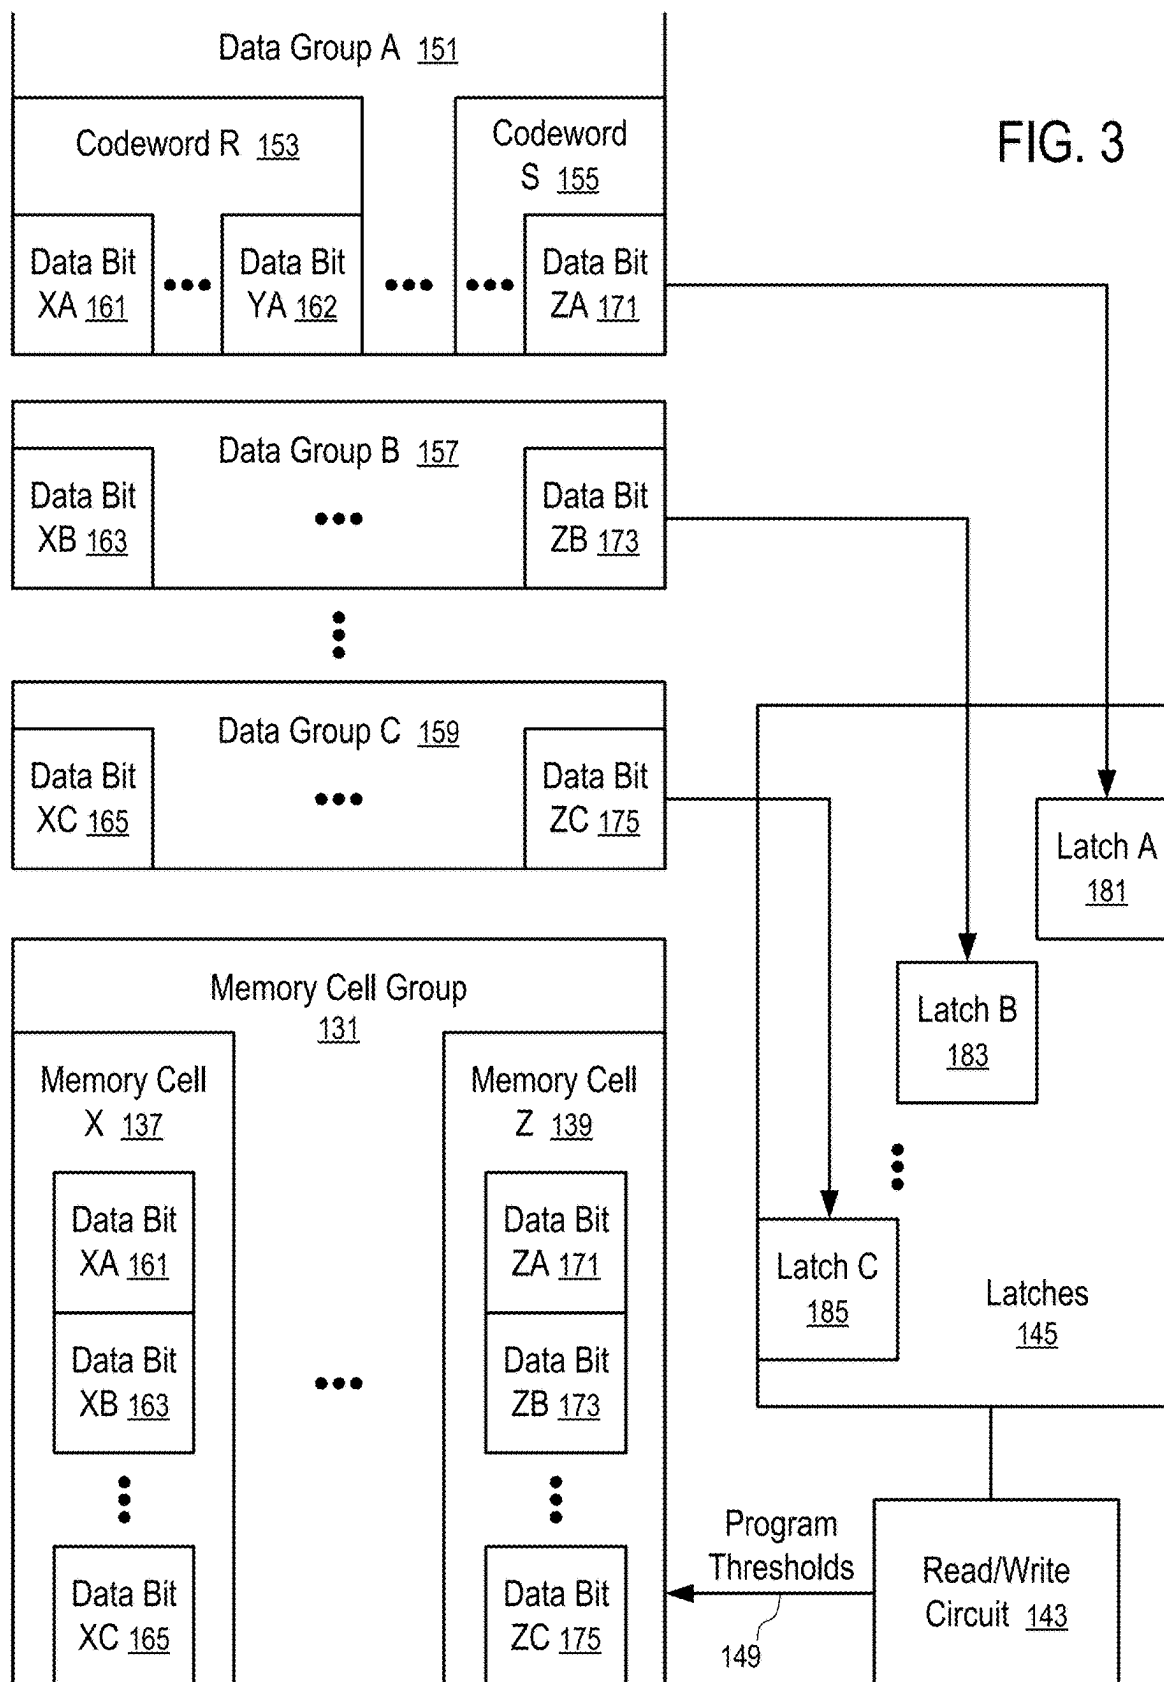 Data Group A 151
Codeword R 153
Codeword
S 155
FIG. 3
Data Bit
XA 161
Data Bit
YA 162
Data Bit
ZA 171
Data Group B 157
Data Bit
XB 163
Data Bit
ZB 173
Data Group C 159
Data Bit
XC 165
Data Bit
ZC 175
Latch A
181
Latch B
183
Latch C
185
Latches
145
Memory Cell Group
131
Memory Cell
X 137
Memory Cell
Z 139
Data Bit
XA 161
Data Bit
ZA 171
Data Bit
XB 163
Data Bit
ZB 173
Data Bit
XC 165
Data Bit
ZC 175
Program
Thresholds
149
Read/Write
Circuit 143